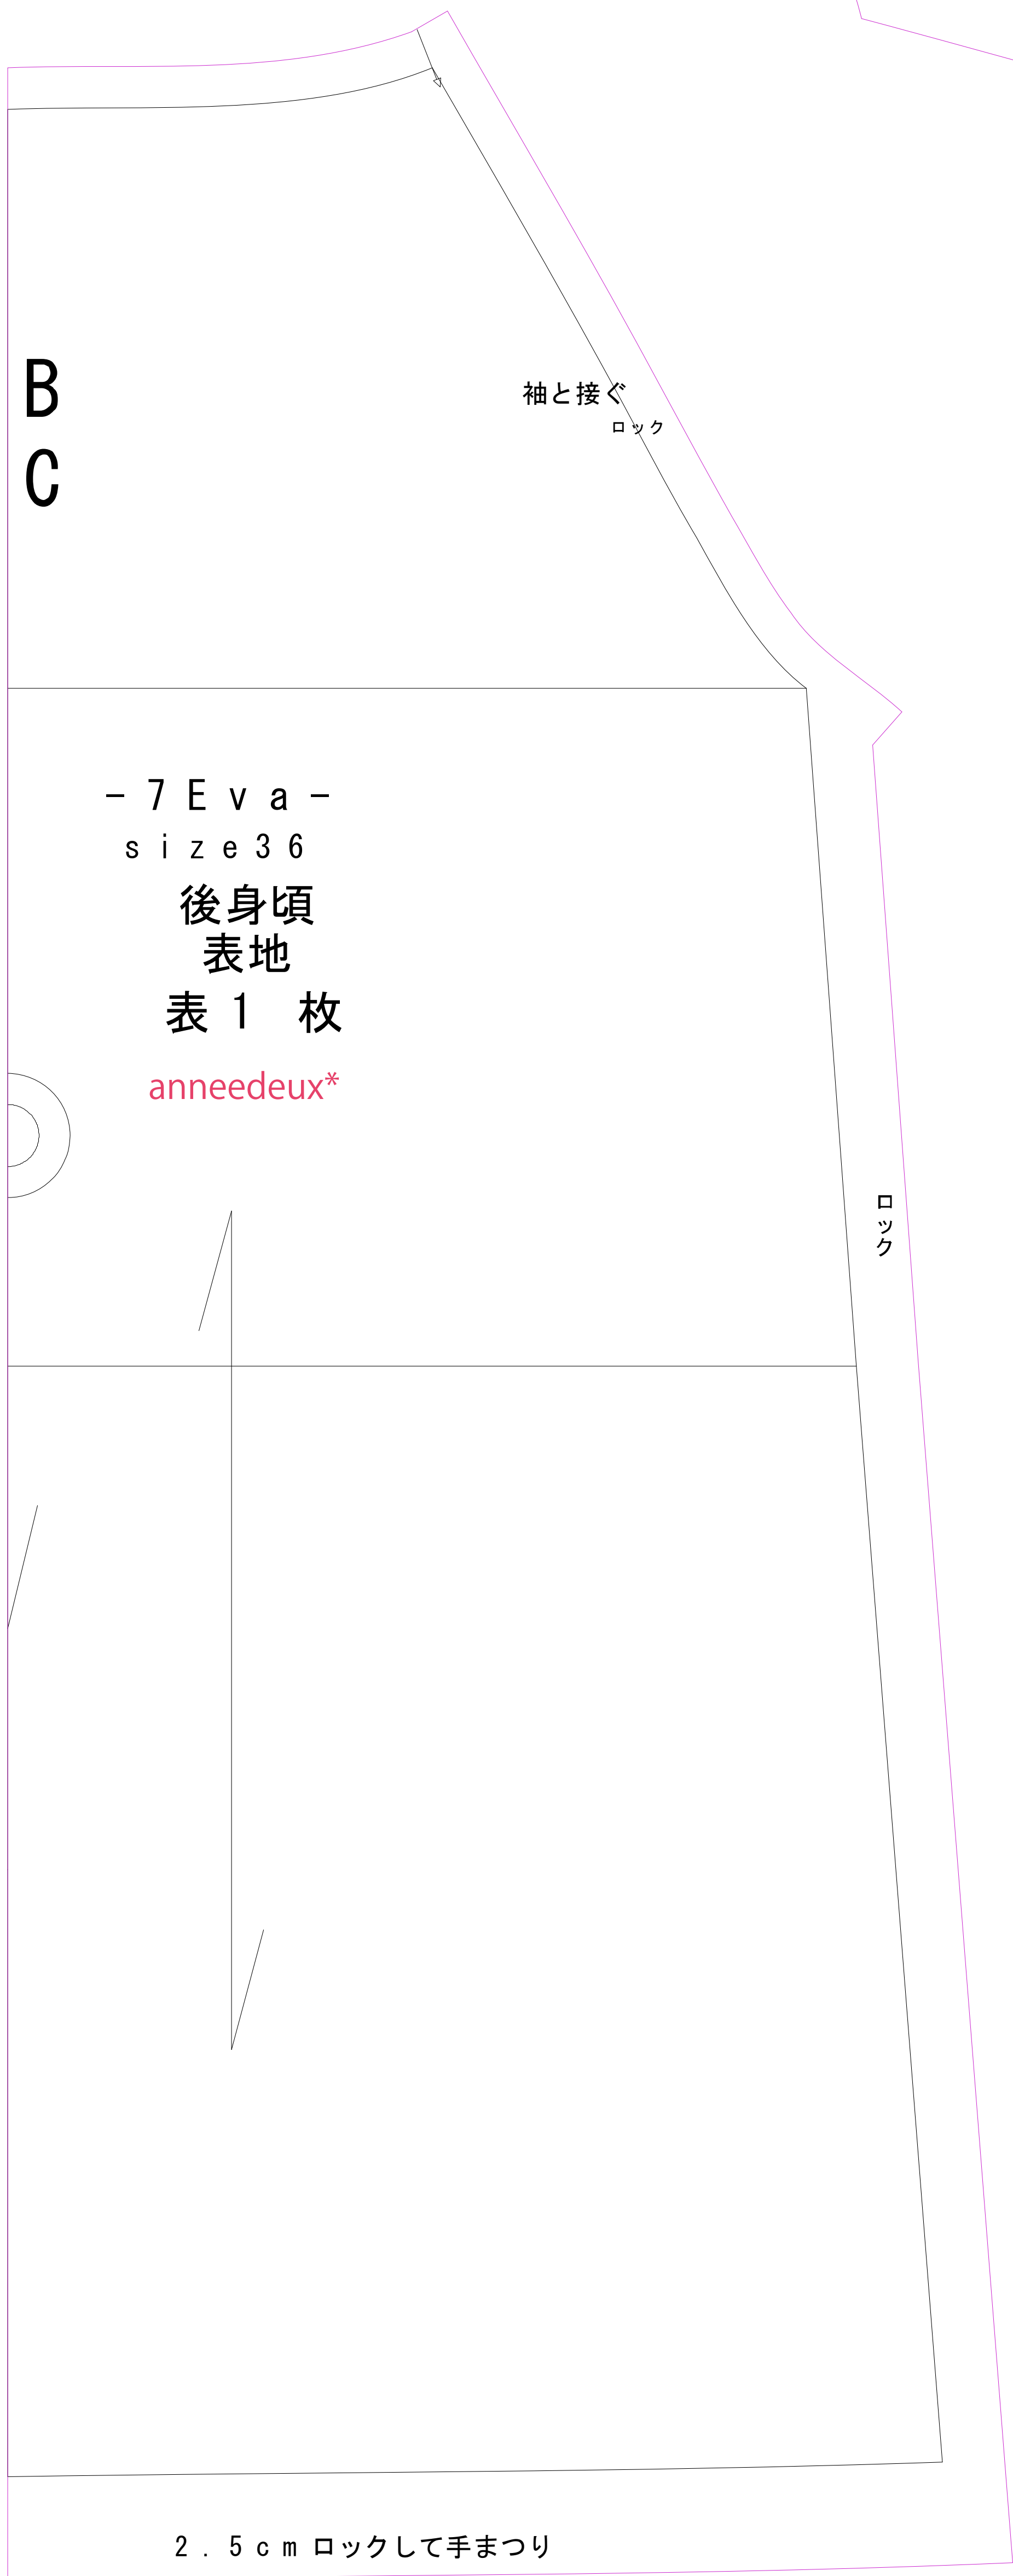 B
C
袖と接ぐ
ロック
-7Eva-
size36
後身頃
表地
表1 枚
anneedeux*
ロック
2.5cmロックして手まつり